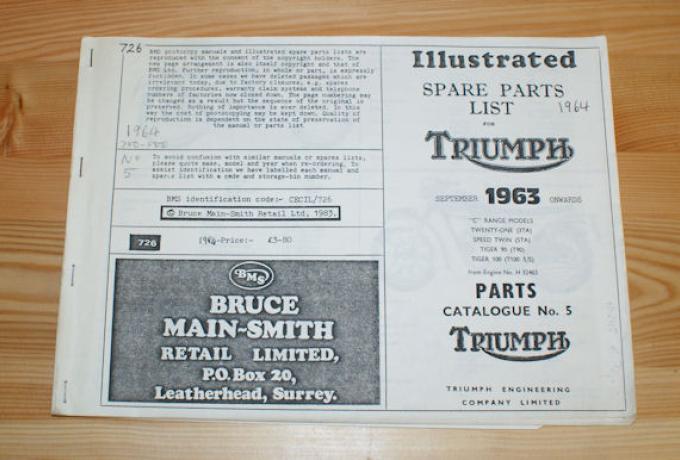 726
BMS photocopy manuals and illustrated spare parts lists are
reproduced with the consent of the copyright holders. The
new page arrangement is also itself copyright and that of
BMS Ltd. Further reproduction, in whole or part, is expressly
forbidden. In some cases we have deleted passages which are
irrelevant today, due to factory closures, e.g. spares
ordering procedures, warranty claim systems and telephone
numbers of factories now closed down. The page numbering may
be changed as a result but the sequence of the original is
preserved. Nothing of importance is ever deleted. In this
way the cost of photocopying may be kept down. Quality of
reproduction is dependent on the state of preservation of
the manual or parts list
1964
No
5
To avoid confusion with similar manuals or spares lists,
please quote make, model and year when re-ordering. To
assist identification we have labelled each manual and
spares list with a code and storage-bin number.
BMS identification code:- CECIL/726
© Bruce Main-Smith Retail Ltd, 1983.
726 1984 Price:- £3-80
BMS
BRUCE
MAIN-SMITH
RETAIL LIMITED,
P.O. Box 20,
Leatherhead, Surrey.
Illustrated
SPARE PARTS
LIST 1964
FOR
TRIUMPH
SEPTEMBER 1963 ONWARDS
"C" RANGE MODELS
TWENTY-ONE (3TA)
SPEED TWIN (5TA)
TIGER 90 (T90)
TIGER 100 (T100 S/S)
from Engine No. H 32465
PARTS
CATALOGUE No. 5
TRIUMPH
TRIUMPH ENGINEERING
COMPANY LIMITED